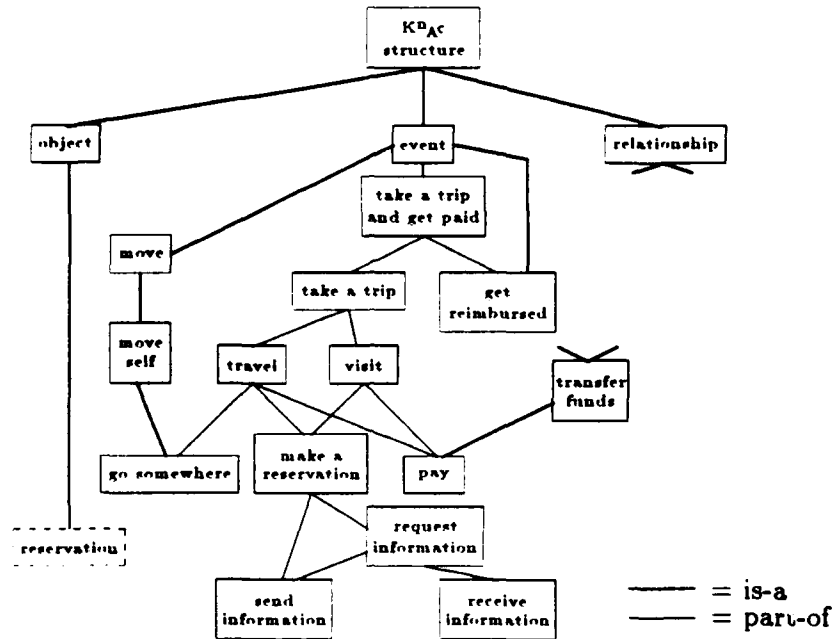 KnAc
structure
object
event
relationship
take a trip
and get paid
move
take a trip
get
reimbursed
move
self
travel
visit
transfer
funds
go somewhere
make a
reservation
pay
reservation
request
information
send
information
receive
information
= is-a
= part-of